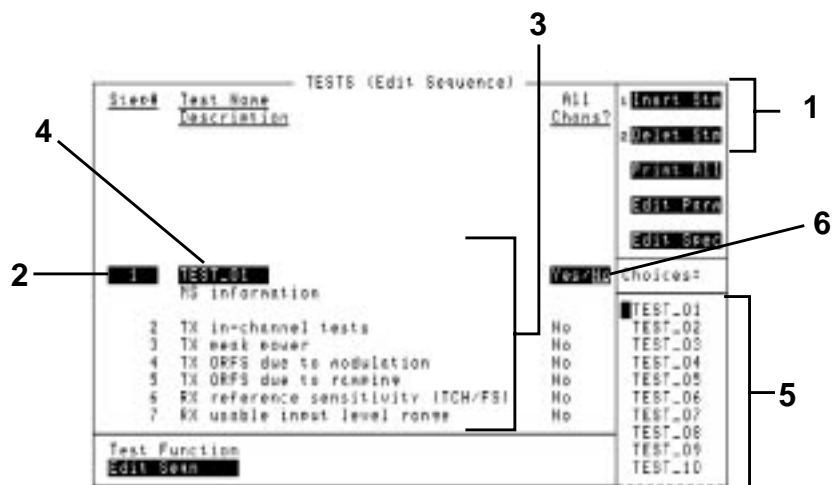 3
TESTS (Edit Sequence)
Step# Test Name All
Description Chans?
1 Insrt Stp
2 Delet Stp
1
4
Print All
Edit Parm
Edit Spec
6
2
1 TEST_01 Yes/No
MS information
Choices:
2 TX in-channel tests No
3 TX peak power No
4 TX ORFS due to modulation No
5 TX ORFS due to ramping No
6 RX reference sensitivity (TCH/FS) No
7 RX usable input level range No
TEST_01
TEST_02
TEST_03
TEST_04
TEST_05
TEST_06
TEST_07
TEST_08
TEST_09
TEST_10
5
Test Function
Edit Seqn